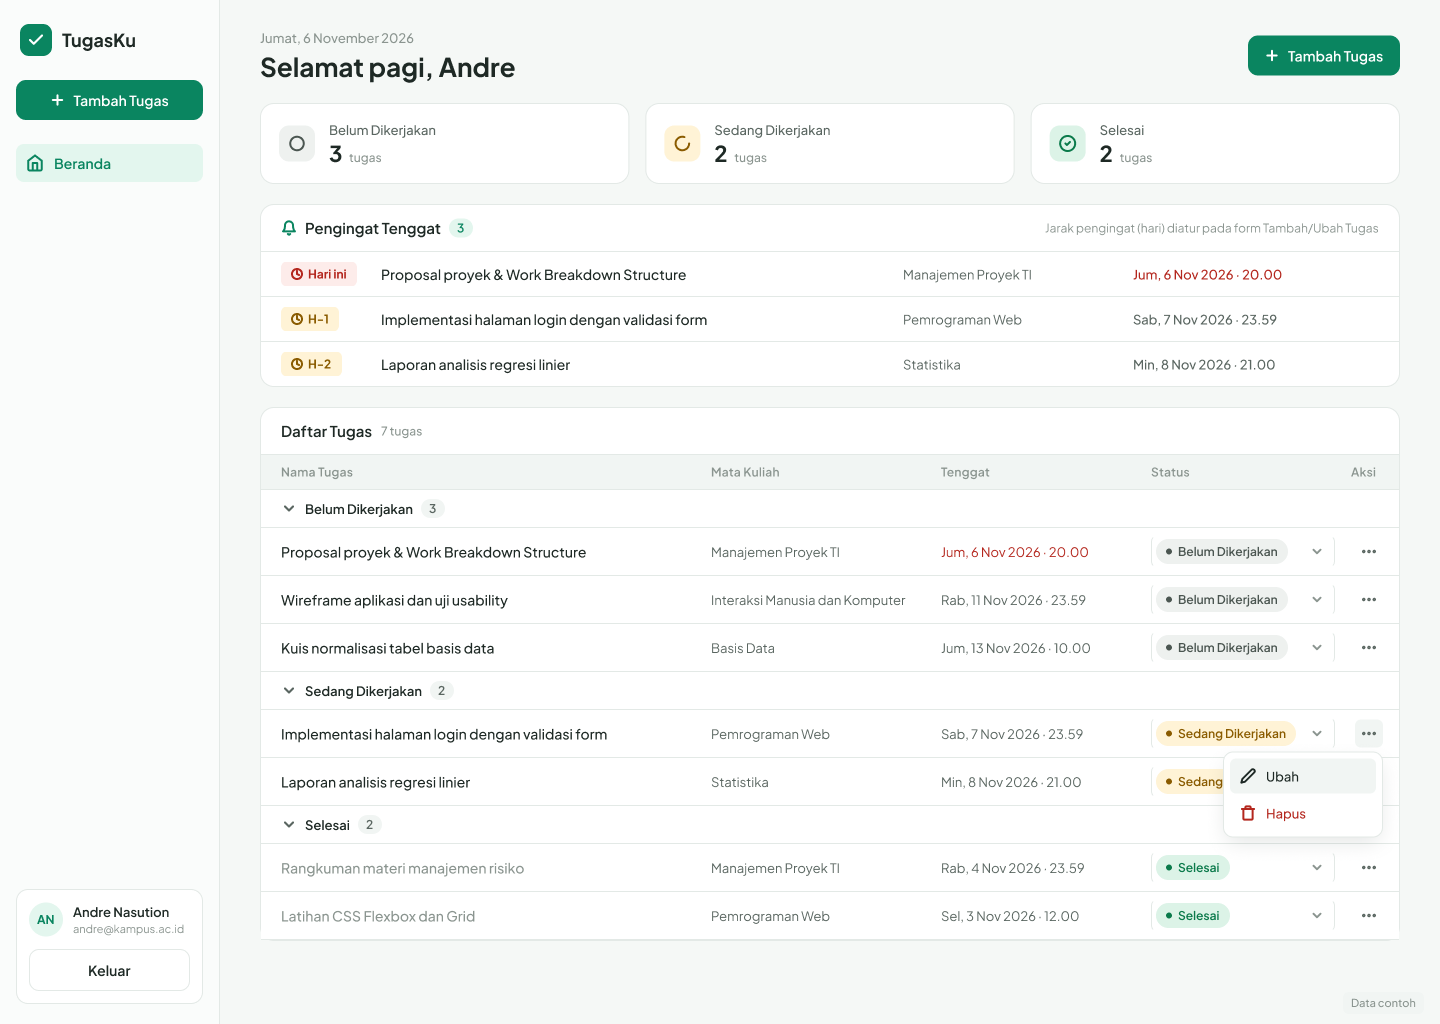 TugasKu
Tambah Tugas
Beranda
Jumat, 6 November 2026
Selamat pagi, Andre
Tambah Tugas
Belum Dikerjakan
3 tugas
Sedang Dikerjakan
2 tugas
Selesai
2 tugas
Pengingat Tenggat 3
Jarak pengingat (hari) diatur pada form Tambah/Ubah Tugas
Hari ini Proposal proyek & Work Breakdown Structure Manajemen Proyek TI Jum, 6 Nov 2026 · 20.00
H-1 Implementasi halaman login dengan validasi form Pemrograman Web Sab, 7 Nov 2026 · 23.59
H-2 Laporan analisis regresi linier Statistika Min, 8 Nov 2026 · 21.00
Daftar Tugas 7 tugas
Nama Tugas Mata Kuliah Tenggat Status Aksi
Belum Dikerjakan 3
Proposal proyek & Work Breakdown Structure Manajemen Proyek TI Jum, 6 Nov 2026 · 20.00 Belum Dikerjakan
Wireframe aplikasi dan uji usability Interaksi Manusia dan Komputer Rab, 11 Nov 2026 · 23.59 Belum Dikerjakan
Kuis normalisasi tabel basis data Basis Data Jum, 13 Nov 2026 · 10.00 Belum Dikerjakan
Sedang Dikerjakan 2
Implementasi halaman login dengan validasi form Pemrograman Web Sab, 7 Nov 2026 · 23.59 Sedang Dikerjakan
Laporan analisis regresi linier Statistika Min, 8 Nov 2026 · 21.00 Sedang
Ubah
Hapus
Selesai 2
Rangkuman materi manajemen risiko Manajemen Proyek TI Rab, 4 Nov 2026 · 23.59 Selesai
Latihan CSS Flexbox dan Grid Pemrograman Web Sel, 3 Nov 2026 · 12.00 Selesai
AN
Andre Nasution
andre@kampus.ac.id
Keluar
Data contoh